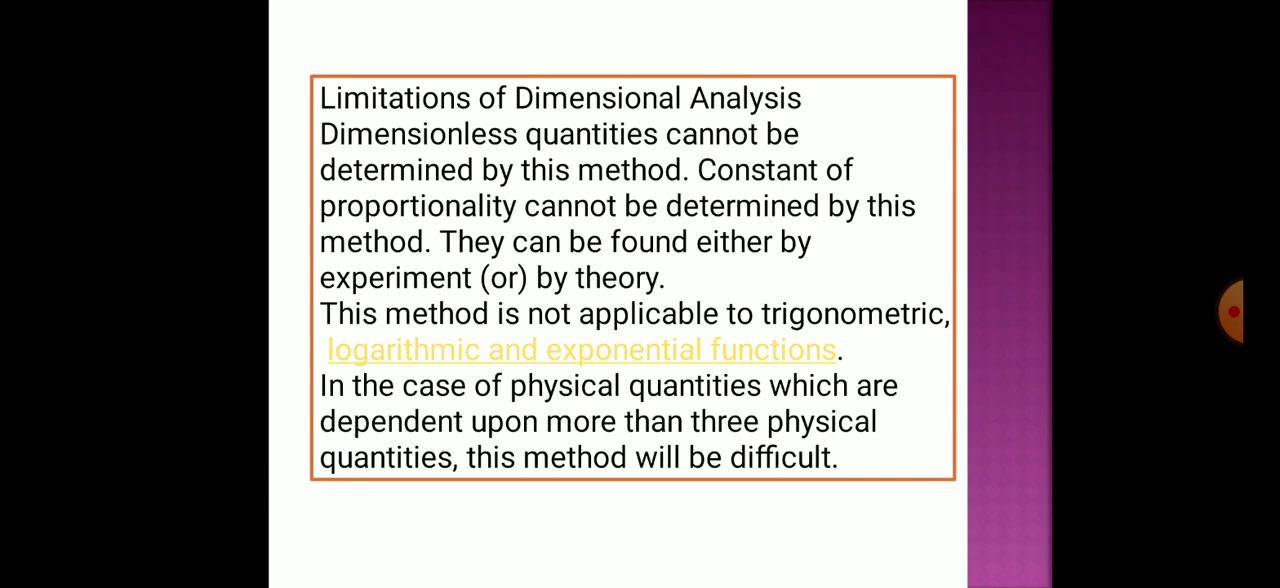 Limitations of Dimensional Analysis
Dimensionless quantities cannot be
determined by this method. Constant of
proportionality cannot be determined by this
method. They can be found either by
experiment (or) by theory.
This method is not applicable to trigonometric,
logarithmic and exponential functions.
In the case of physical quantities which are
dependent upon more than three physical
quantities, this method will be difficult.